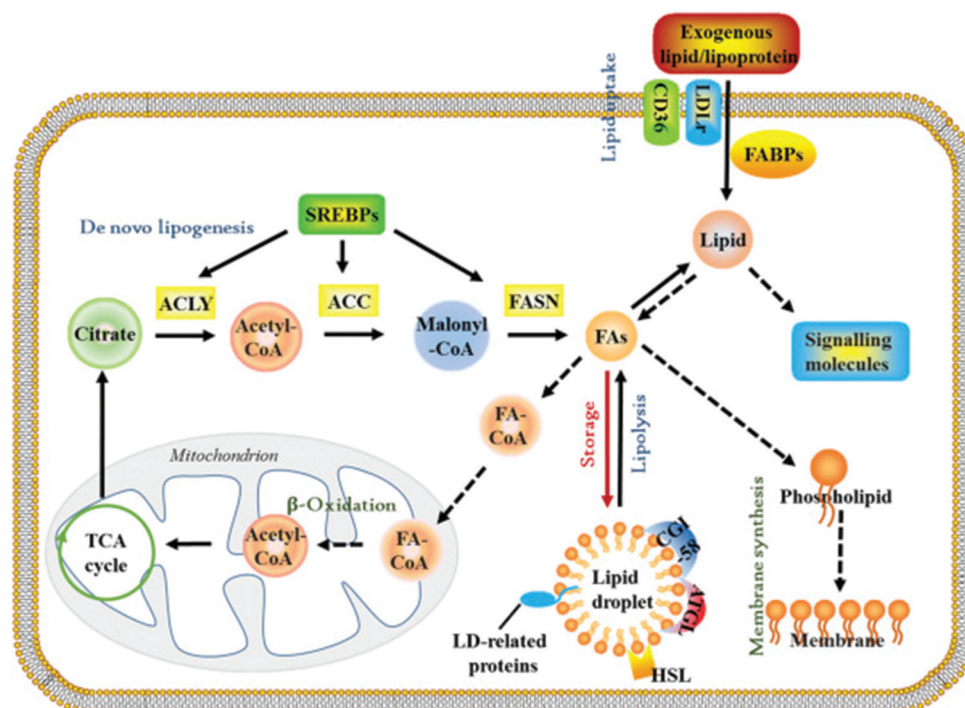 Exogenous
lipid/lipoprotein
Lipid uptake
CD36
LDLr
FABPs
SREBPs
De novo lipogenesis
Lipid
ACLY
ACC
FASN
Citrate
Acetyl-
CoA
Malonyl
-CoA
FAs
Signalling
molecules
FA-
CoA
Storage
Lipolysis
Mitochondrion
β-Oxidation
Phospholipid
Membrane synthesis
TCA
cycle
Acetyl-
CoA
FA-
CoA
CGI
-58
Lipid
droplet
ATGL
LD-related
proteins
HSL
Membrane